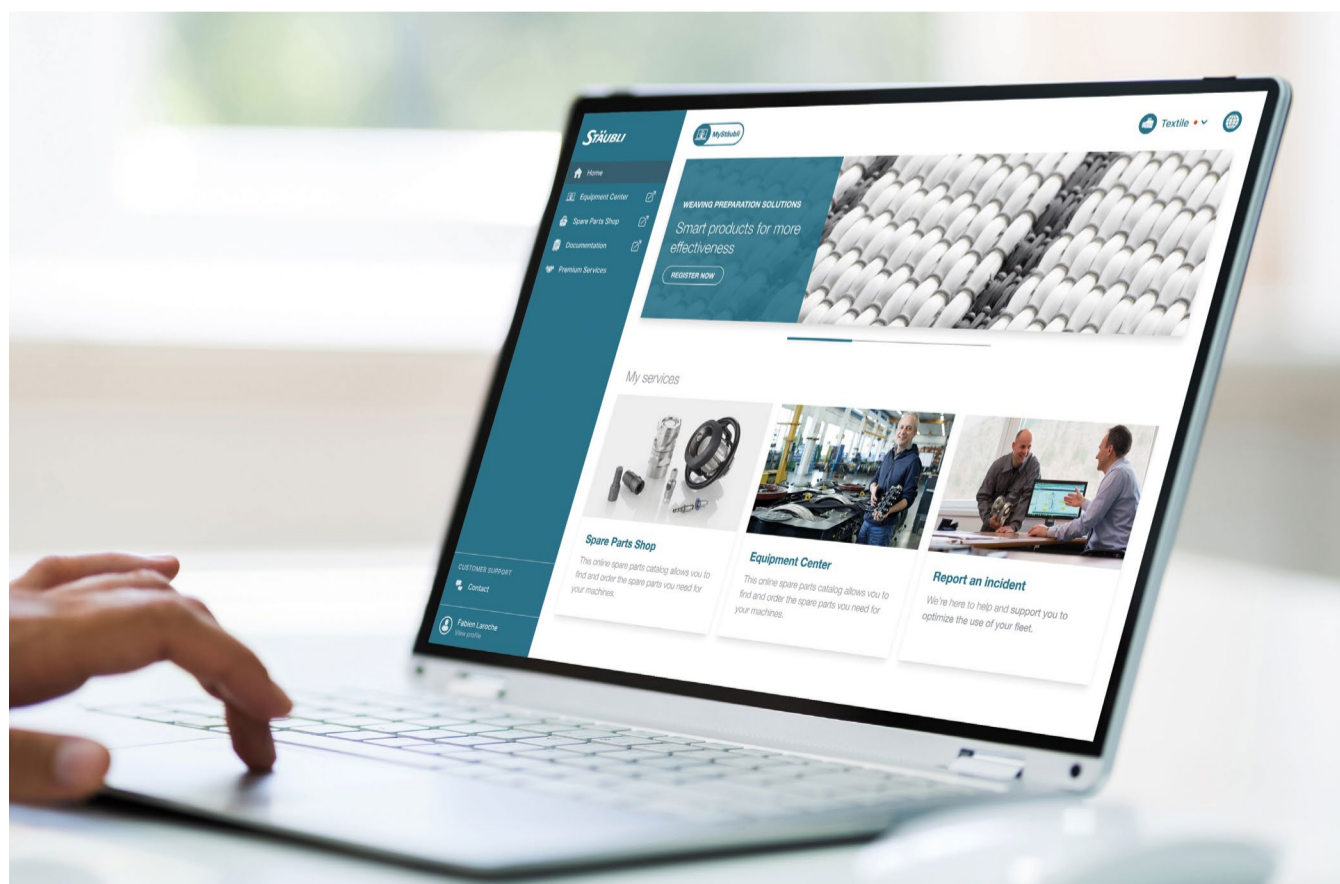 STÄUBLI
Home
Equipment Center
Spare Parts Shop
Documentation
Premium Services
CUSTOMER SUPPORT
Contact
Fabien Laroche
View profile
MyStäubli
Textile
WEAVING PREPARATION SOLUTIONS
Smart products for more
effectiveness
REGISTER NOW
My services
Spare Parts Shop
This online spare parts catalog allows you to
find and order the spare parts you need for
your machines.
Equipment Center
This online spare parts catalog allows you to
find and order the spare parts you need for
your machines.
Report an incident
We're here to help and support you to
optimize the use of your fleet.